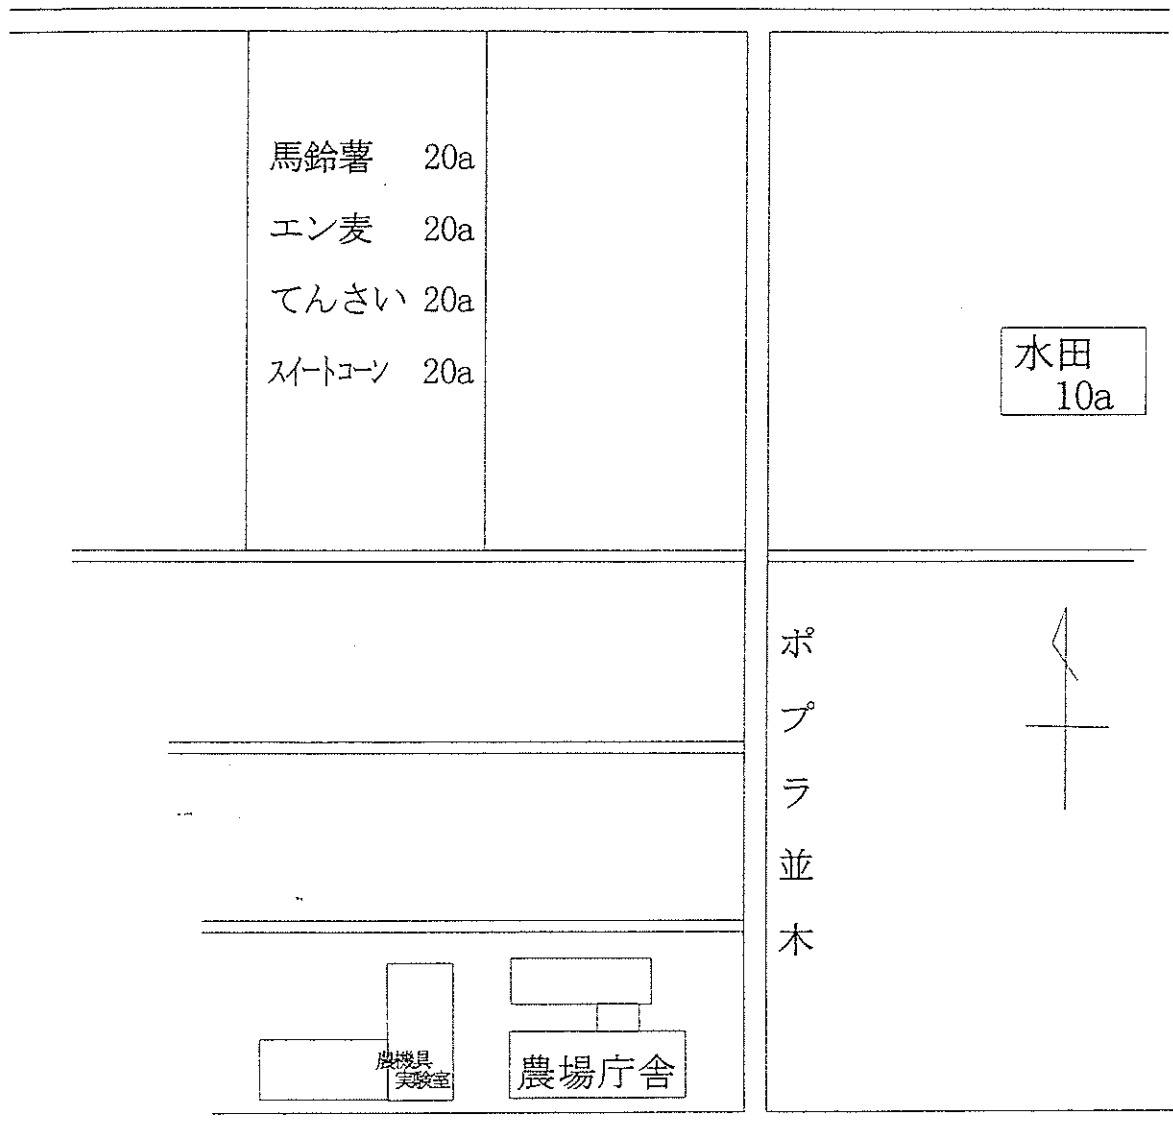 馬鈴薯 20a
エン麦 20a
てんさい 20a
スイートコーン 20a
水田
10a
ポプラ並木
農機具
実験室
農場庁舎